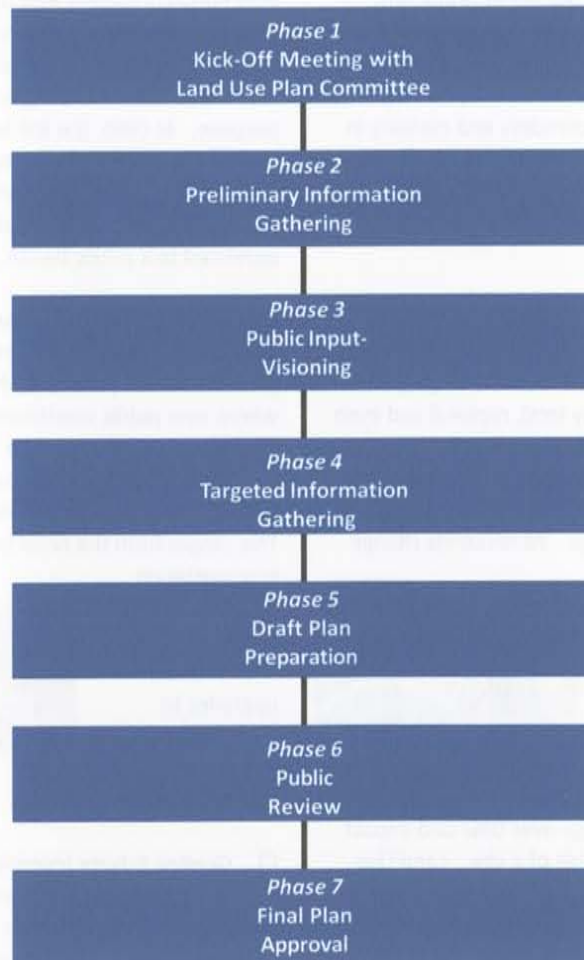 Phase 1
Kick-Off Meeting with
Land Use Plan Committee
Phase 2
Preliminary Information
Gathering
Phase 3
Public Input-
Visioning
Phase 4
Targeted Information
Gathering
Phase 5
Draft Plan
Preparation
Phase 6
Public
Review
Phase 7
Final Plan
Approval